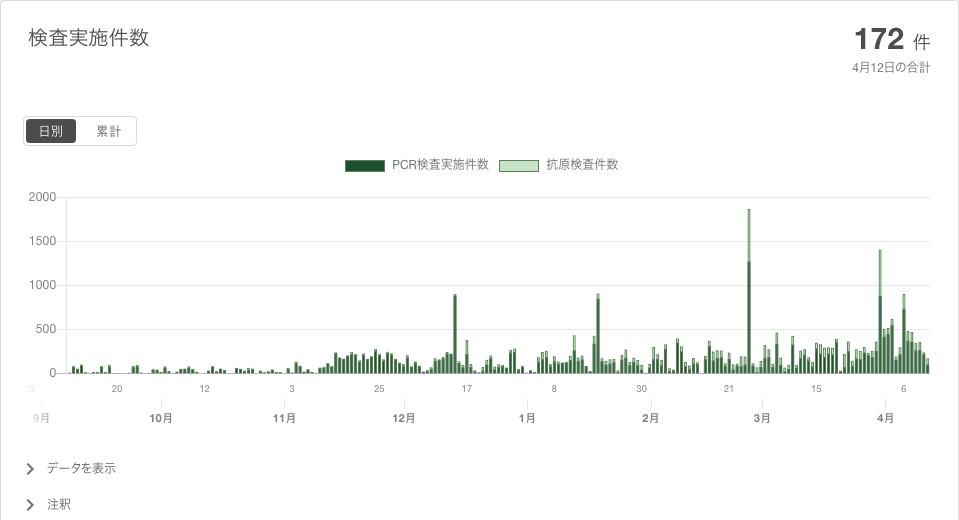 検査実施件数
172 件
4月12日の合計
日別 累計
PCR検査実施件数 抗原検査件数
2000
1500
1000
500
0
29 20 12 3 25 17 8 30 21 15 6
9月 10月 11月 12月 1月 2月 3月 4月
データを表示
注釈